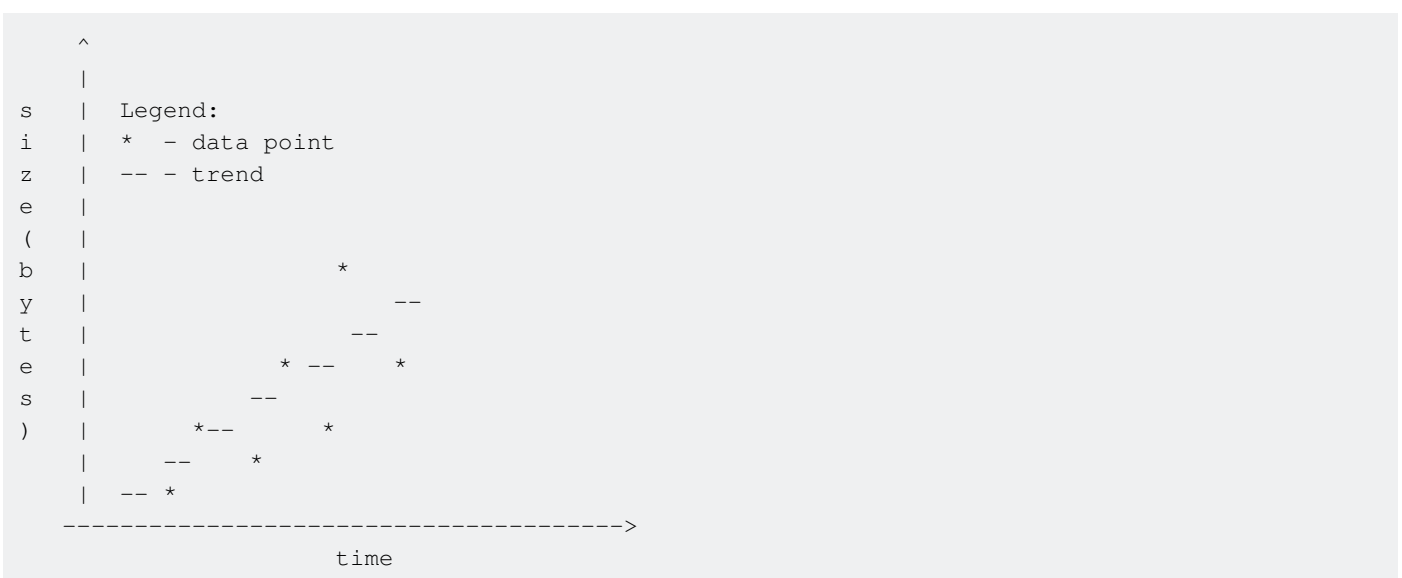 ^
    |
s   |  Legend:
i   |  *  - data point
z   |  -- - trend
e   |
(   |
b   |                 *
y   |                     --
t   |                  --
e   |             * --    *
s   |           --
)   |       *--      *
    |     --    *
    |  -- *
   --------------------------------------->
                      time